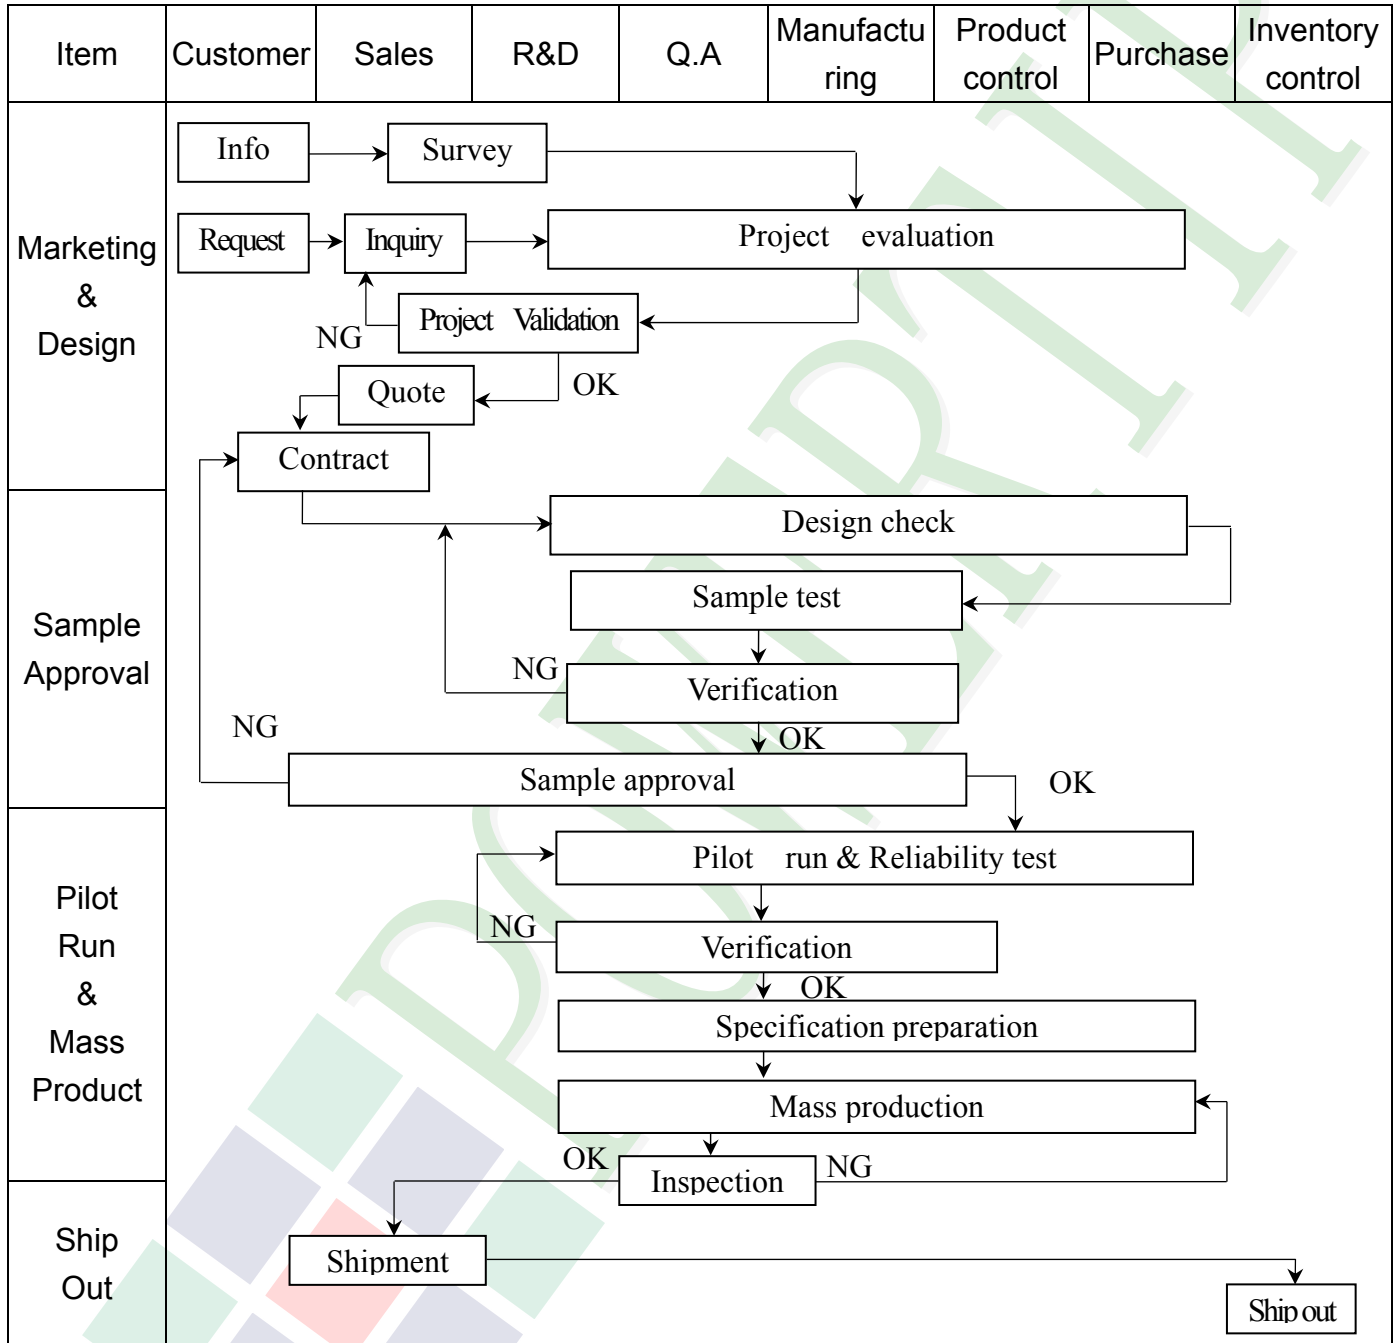 Item
Customer
Sales
R&D
Q.A
Manufactu
ring
Product
control
Purchase
Inventory
control
Marketing
&
Design
Info
Survey
Request
Inquiry
Project evaluation
NG
Project Validation
Quote
OK
Contract
Sample
Approval
Design check
Sample test
NG
Verification
NG
OK
Sample approval
OK
Pilot
Run
&
Mass
Product
Pilot run & Reliability test
NG
Verification
OK
Specification preparation
Mass production
OK
Inspection
NG
Ship
Out
Shipment
Ship out
POWERTIP